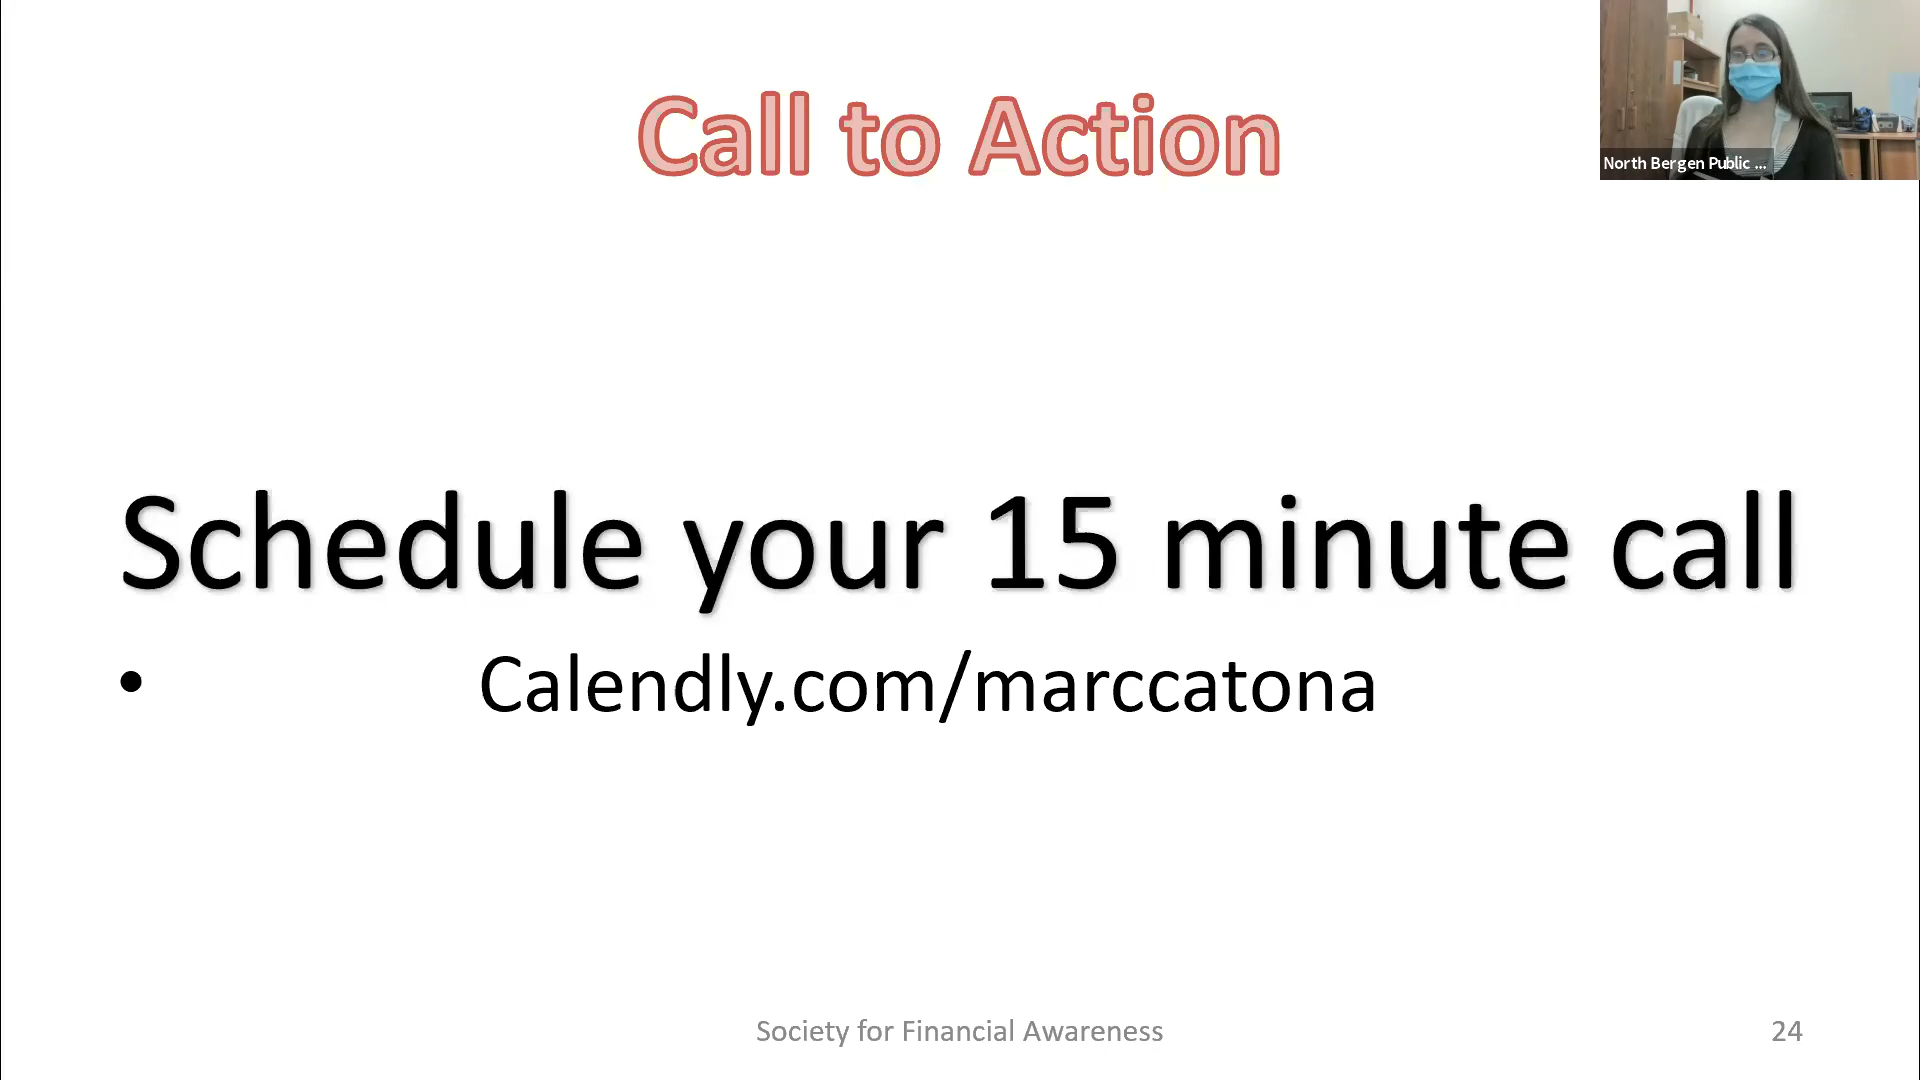 Call to Action
North Bergen Public ...
Schedule your 15 minute call
• Calendly.com/marccatona
Society for Financial Awareness
24